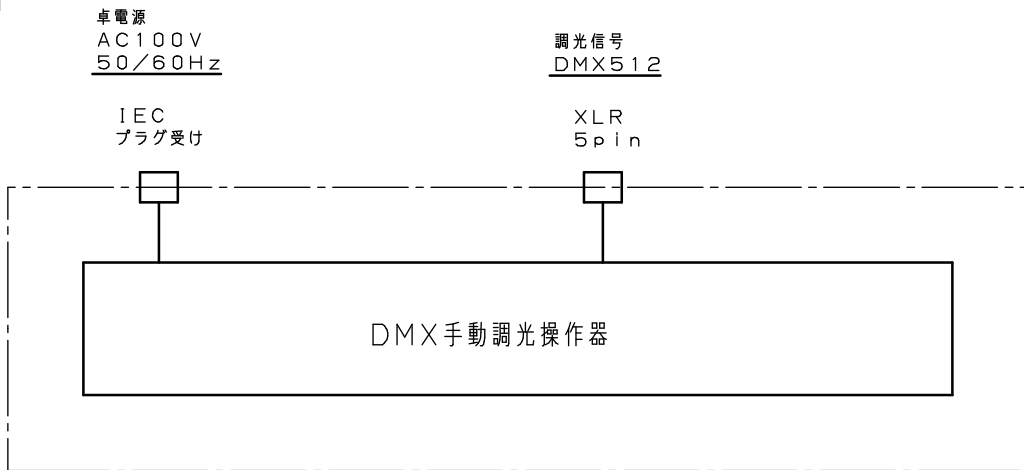 卓電源
AC100V
50/60Hz
調光信号
DMX512
IEC
プラグ受け
XLR
5pin
DMX手動調光操作器